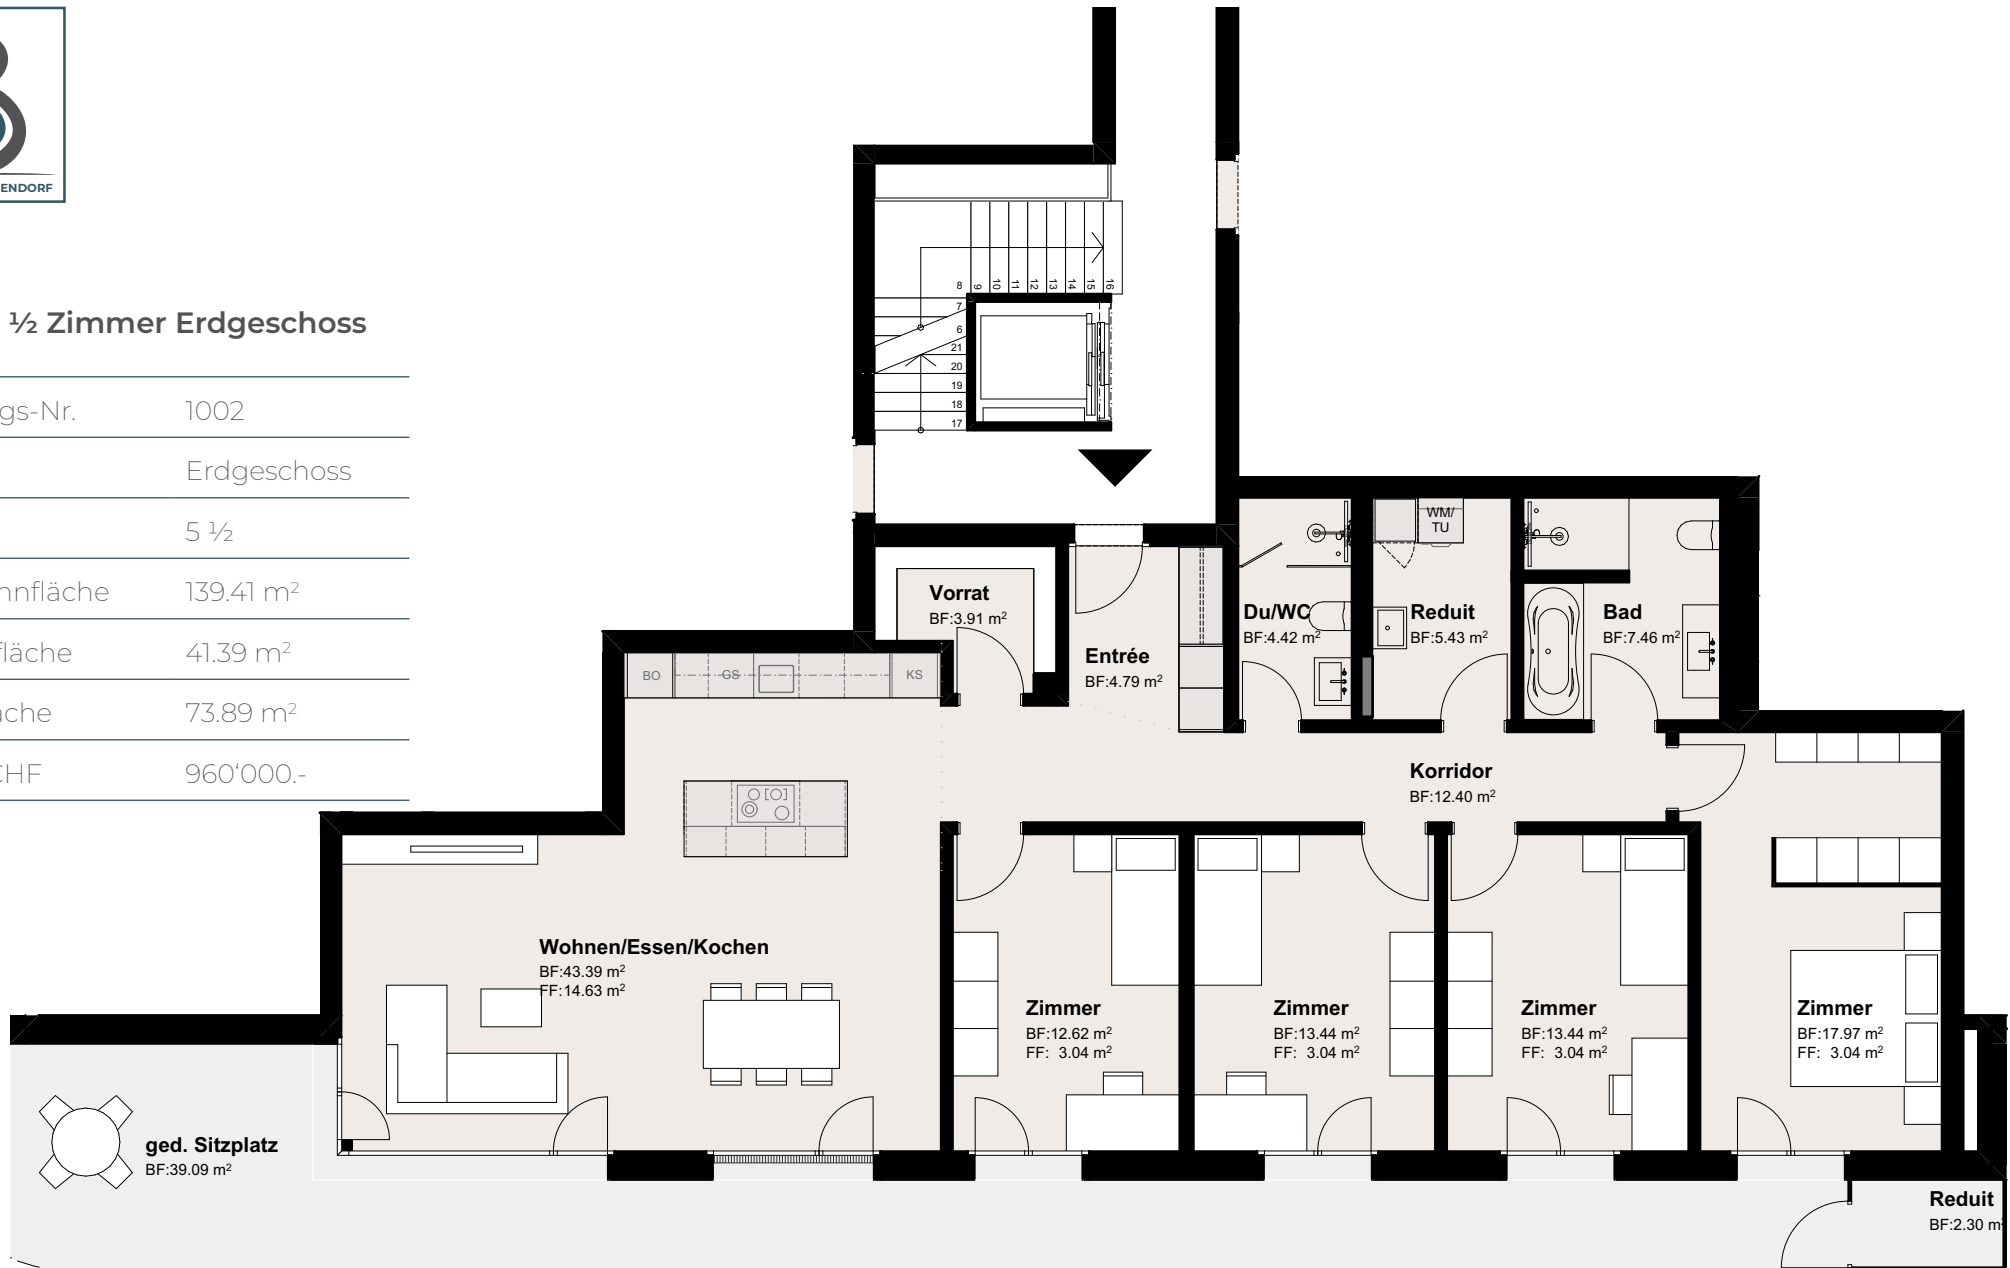 ENDORF
½ Zimmer Erdgeschoss
gs-Nr. 1002
Erdgeschoss
5 ½
nnfläche 139.41 m²
fläche 41.39 m²
äche 73.89 m²
CHF 960‘000.-
8 9 10 11 12 13 14 15 16
7
6
21
20
19
18
17
WM/
TU
Vorrat
BF:3.91 m²
Entrée
BF:4.79 m²
Du/WC
BF:4.42 m²
Reduit
BF:5.43 m²
Bad
BF:7.46 m²
BO GS KS
Korridor
BF:12.40 m²
Wohnen/Essen/Kochen
BF:43.39 m²
FF:14.63 m²
Zimmer
BF:12.62 m²
FF: 3.04 m²
Zimmer
BF:13.44 m²
FF: 3.04 m²
Zimmer
BF:13.44 m²
FF: 3.04 m²
Zimmer
BF:17.97 m²
FF: 3.04 m²
ged. Sitzplatz
BF:39.09 m²
Reduit
BF:2.30 m²